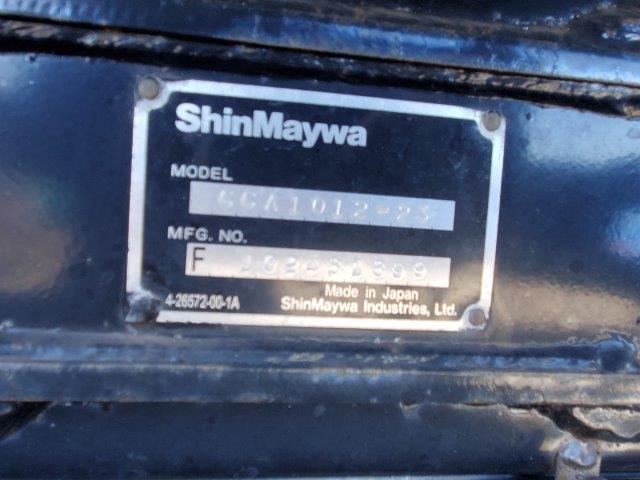 ShinMaywa
MODEL
MFG. NO.
F
Made in Japan
4-26572-00-1A
ShinMaywa Industries, Ltd.